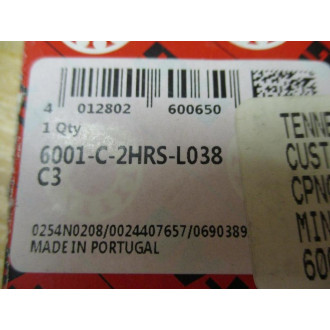 4 012802 600650
1 Qty
6001-C-2HRS-L038
C3
0254N0208/0024407657/0690389
MADE IN PORTUGAL
TENNE
CUST
CPN
MIN
600